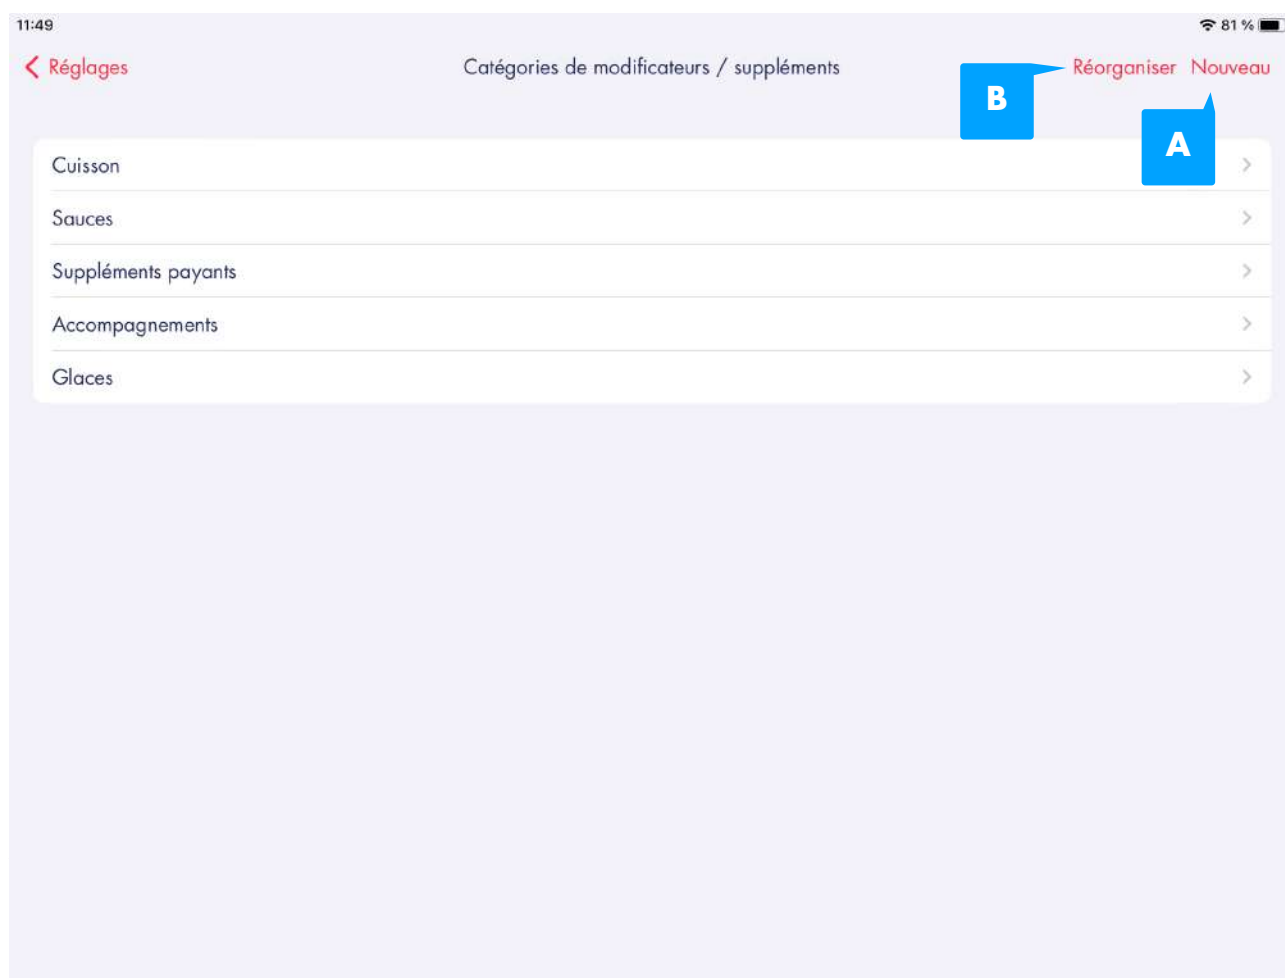 11:49 81 %
Réglages Catégories de modificateurs / suppléments Réorganiser Nouveau
B
A
Cuisson
Sauces
Suppléments payants
Accompagnements
Glaces